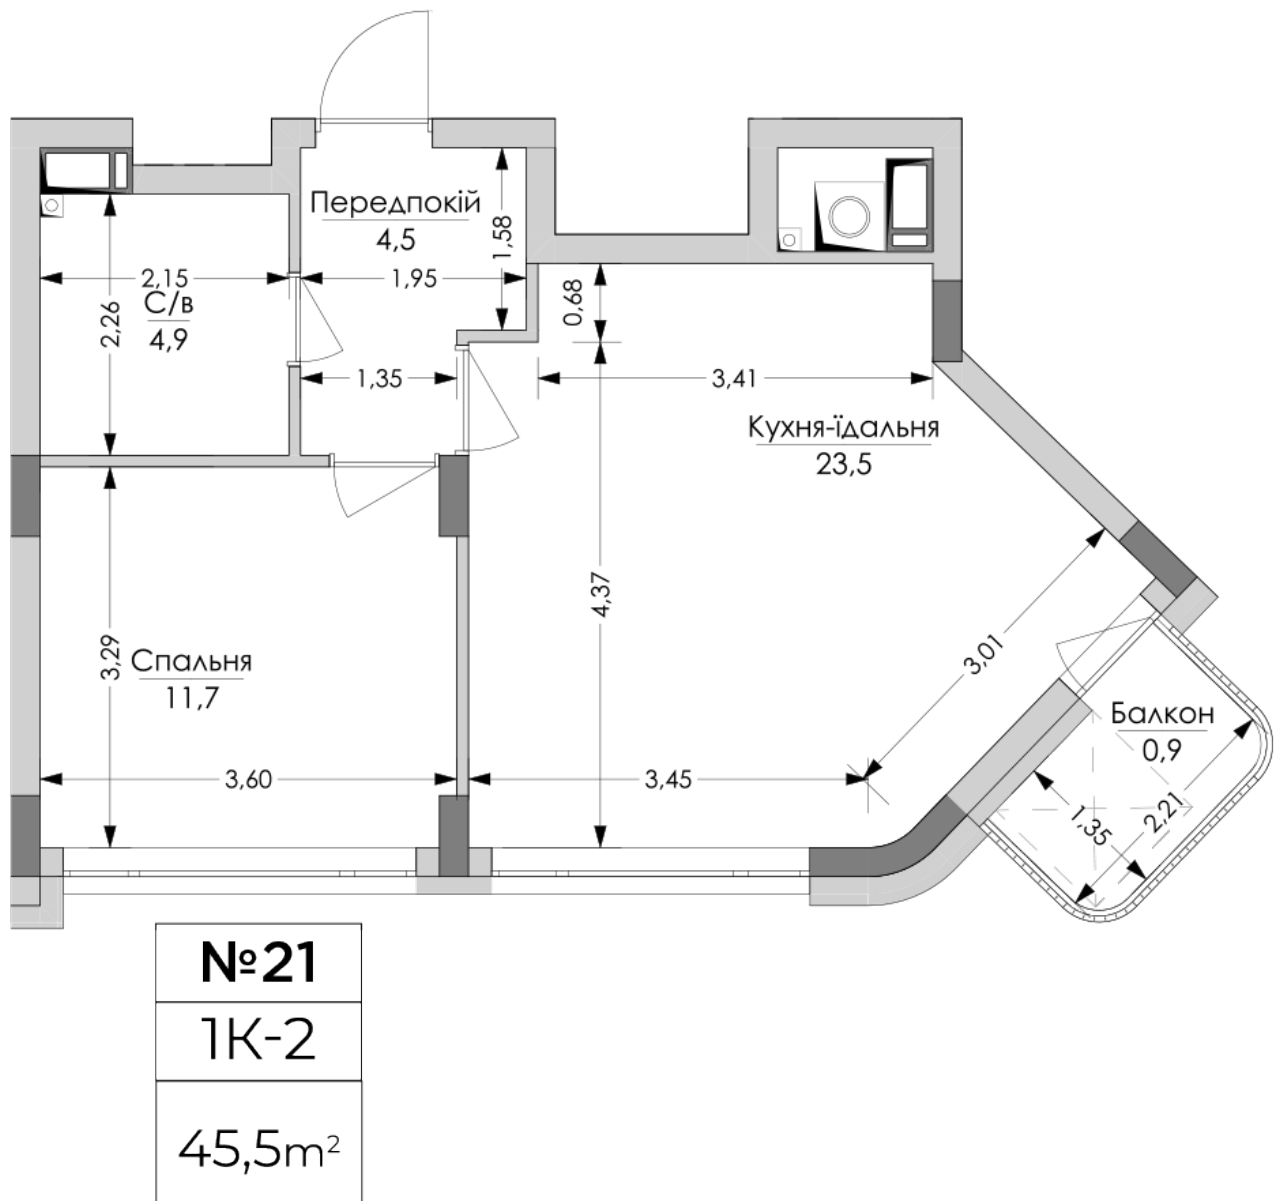 Передпокій
4,5
1,58
2,15
1,95
С/в
4,9
2,26
0,68
1,35
3,41
Кухня-їдальня
23,5
4,37
3,29
Спальня
11,7
3,01
Балкон
0,9
3,60
3,45
1,35
2,21
№21
1К-2
45,5m²